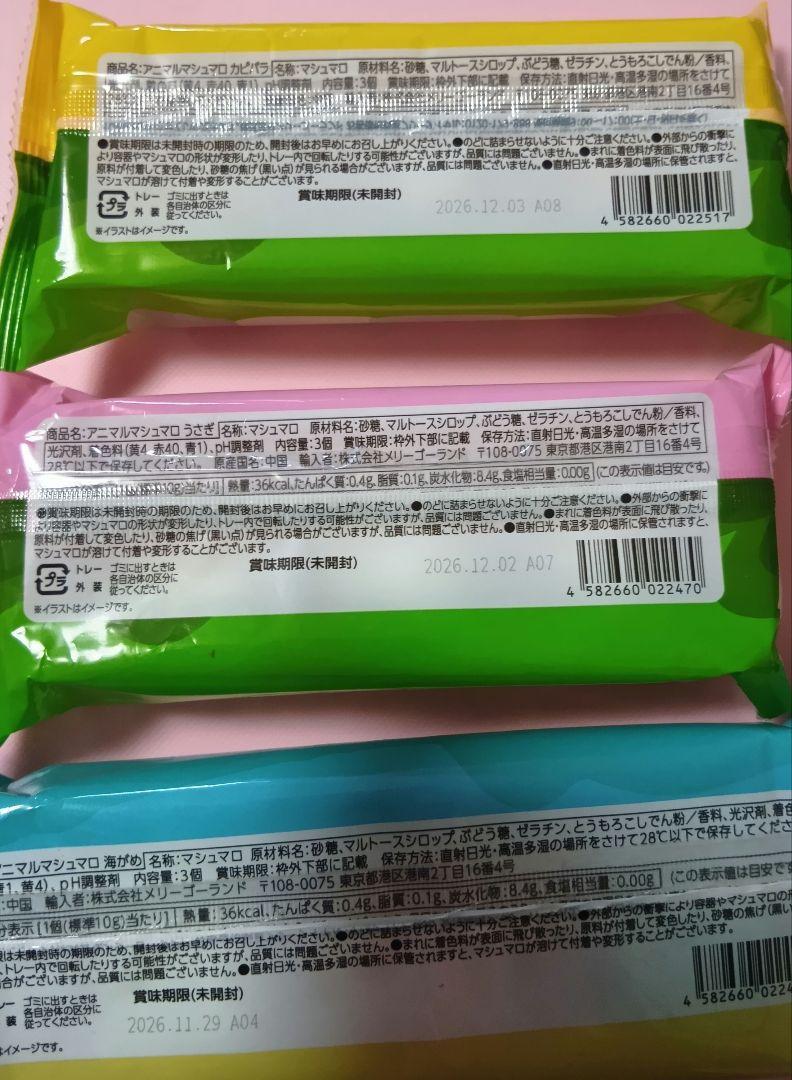 商品名:アニマルマシュマロ カピバラ 名称:マシュマロ 原材料名:砂糖、マルトースシロップ、ぶどう糖、ゼラチン、とうもろこしでん粉/香料、
黄4、赤40、青1)、pH調整剤 内容量:3個 保存方法:直射日光・高温多湿の場所をさけて
区港南2丁目16番4号
●賞味期限は未開封時の期限のため、開封後はお早めにお召し上がりください。●のどに詰まらせないように十分ご注意ください。●外部からの衝撃に
より容器やマシュマロの形状が変形したり、トレー内で回転したりする可能性がございますが、品質には問題ございません。●まれに着色料が表面に飛び散ったり、
原料が付着して変色したり、砂糖の焦げ(黒い点)が見られる場合がございますが、品質には問題ございません。●直射日光・高温多湿の場所に保管されますと、
マシュマロが溶けて付着や変形することがございます。
プラ トレー 外装 ゴミに出すときは
各自治体の区分に
従ってください。
賞味期限(未開封)
2026.12.03 A08
4 582660 022517
※イラストはイメージです。
商品名:アニマルマシュマロ うさぎ 名称:マシュマロ 原材料名:砂糖、マルトースシロップ、ぶどう糖、ゼラチン、とうもろこしでん粉/香料、
光沢剤、着色料(黄4、赤40、青1)、pH調整剤 内容量:3個 賞味期限:枠外下部に記載 保存方法:直射日光・高温多湿の場所をさけて
28℃以下で保存してください。 原産国名:中国 輸入者:株式会社メリーゴーランド 〒108-0075 東京都港区港南2丁目16番4号
10g)当たり] 熱量:36kcal、たんぱく質:0.4g、脂質:0.1g、炭水化物:8.4g、食塩相当量:0.00g (この表示値は目安です。)
●賞味期限は未開封時の期限のため、開封後はお早めにお召し上がりください。●のどに詰まらせないように十分ご注意ください。●外部からの衝撃に
より容器やマシュマロの形状が変形したり、トレー内で回転したりする可能性がございますが、品質には問題ございません。●まれに着色料が表面に飛び散ったり、
原料が付着して変色したり、砂糖の焦げ(黒い点)が見られる場合がございますが、品質には問題ございません。●直射日光・高温多湿の場所に保管されますと、
マシュマロが溶けて付着や変形することがございます。
プラ トレー 外装 ゴミに出すときは
各自治体の区分に
従ってください。
賞味期限(未開封)
2026.12.02 A07
4 582660 022470
※イラストはイメージです。
アニマルマシュマロ 海がめ 名称:マシュマロ 原材料名:砂糖、マルトースシロップ、ぶどう糖、ゼラチン、とうもろこしでん粉/香料、光沢剤、着色
青1、黄4)、pH調整剤 内容量:3個 賞味期限:枠外下部に記載 保存方法:直射日光・高温多湿の場所をさけて28℃以下で保存してくださ
:中国 輸入者:株式会社メリーゴーランド 〒108-0075 東京都港区港南2丁目16番4号
分表示[1個(標準10g)当たり] 熱量:36kcal、たんぱく質:0.4g、脂質:0.1g、炭水化物:8.4g、食塩相当量:0.00g (この表示値は目安です
限は未開封時の期限のため、開封後はお早めにお召し上がりください。●のどに詰まらせないように十分ご注意ください。●外部からの衝撃により容器やマシュマロの形
、トレー内で回転したりする可能性がございますが、品質には問題ございません。●まれに着色料が表面に飛び散ったり、原料が付着して変色したり、砂糖の焦げ(黒い
合がございますが、品質には問題ございません。●直射日光・高温多湿の場所に保管されますと、マシュマロが溶けて付着や変形することがございます。
レー 装 ゴミに出すときは
各自治体の区分に
従ってください。
賞味期限(未開封)
2026.11.29 A04
4 582660 0224
はイメージです。